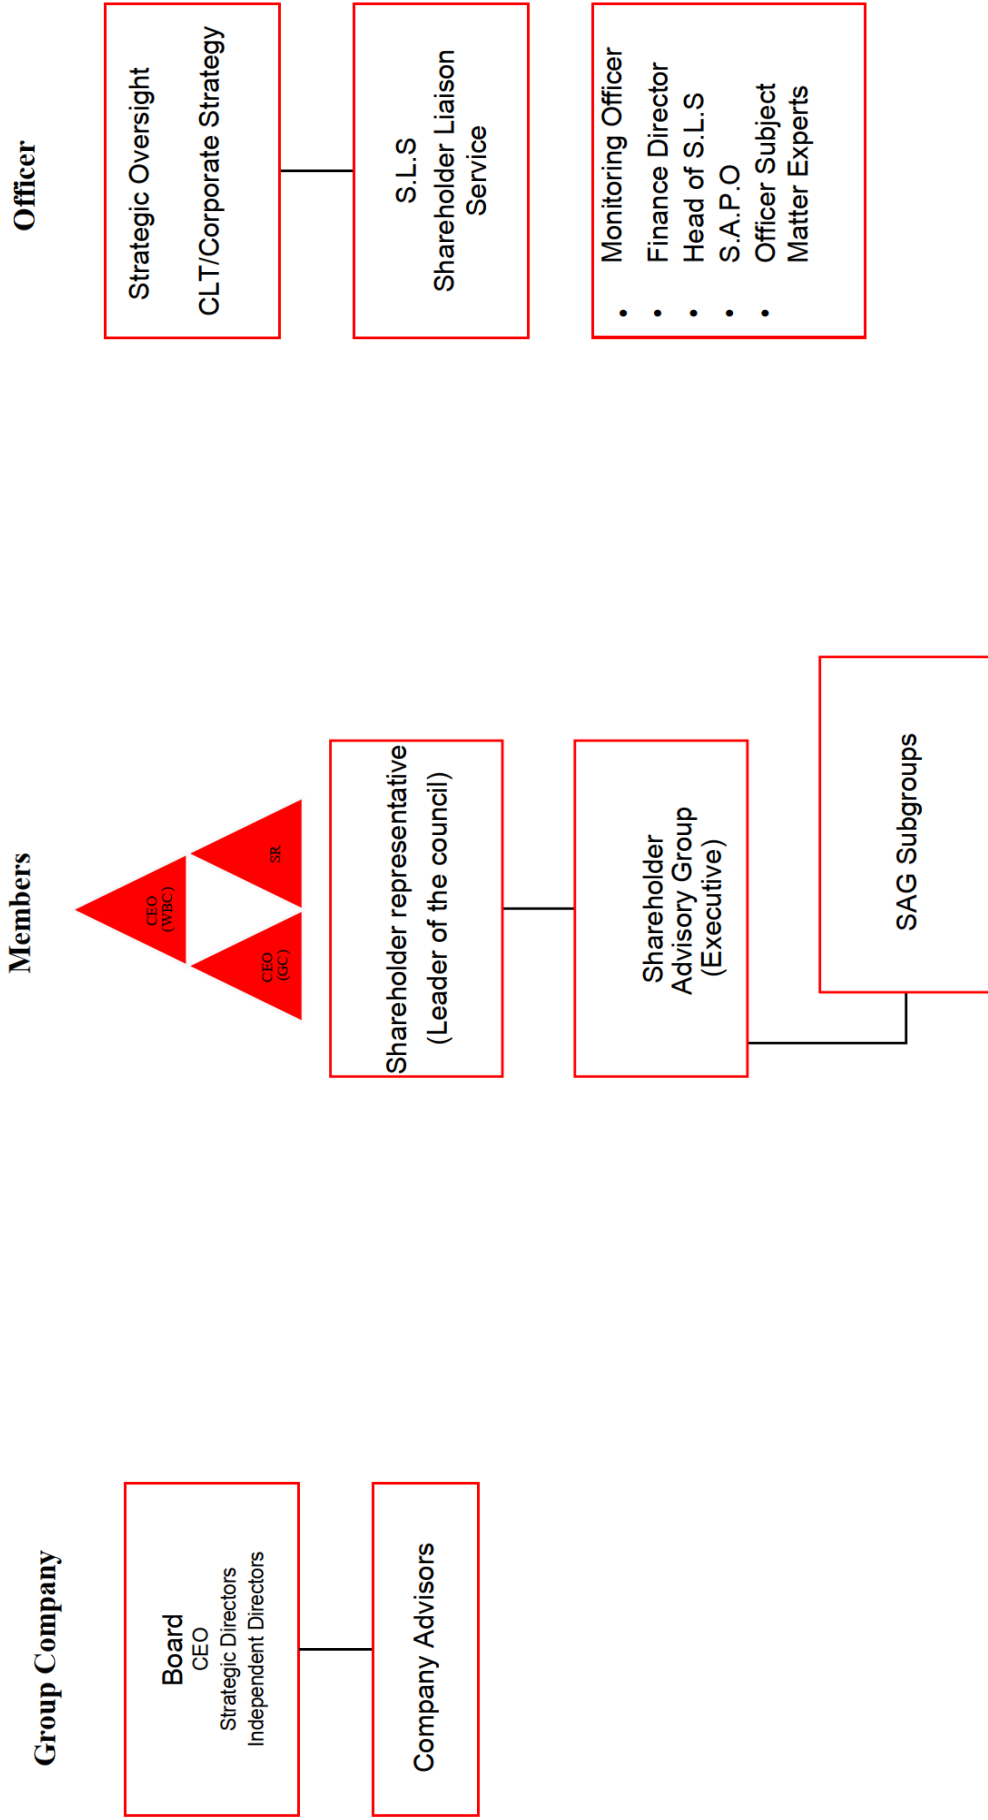 Group Company
Board
CEO
Strategic Directors
Independent Directors
Company Advisors
Members
CEO
(WBC)
CEO
(GC)
SR
Shareholder representative
(Leader of the council)
Shareholder
Advisory Group
(Executive)
SAG Subgroups
Officer
Strategic Oversight
CLT/Corporate Strategy
S.L.S
Shareholder Liaison
Service
• Monitoring Officer
• Finance Director
• Head of S.L.S
• S.A.P.O
• Officer Subject
Matter Experts